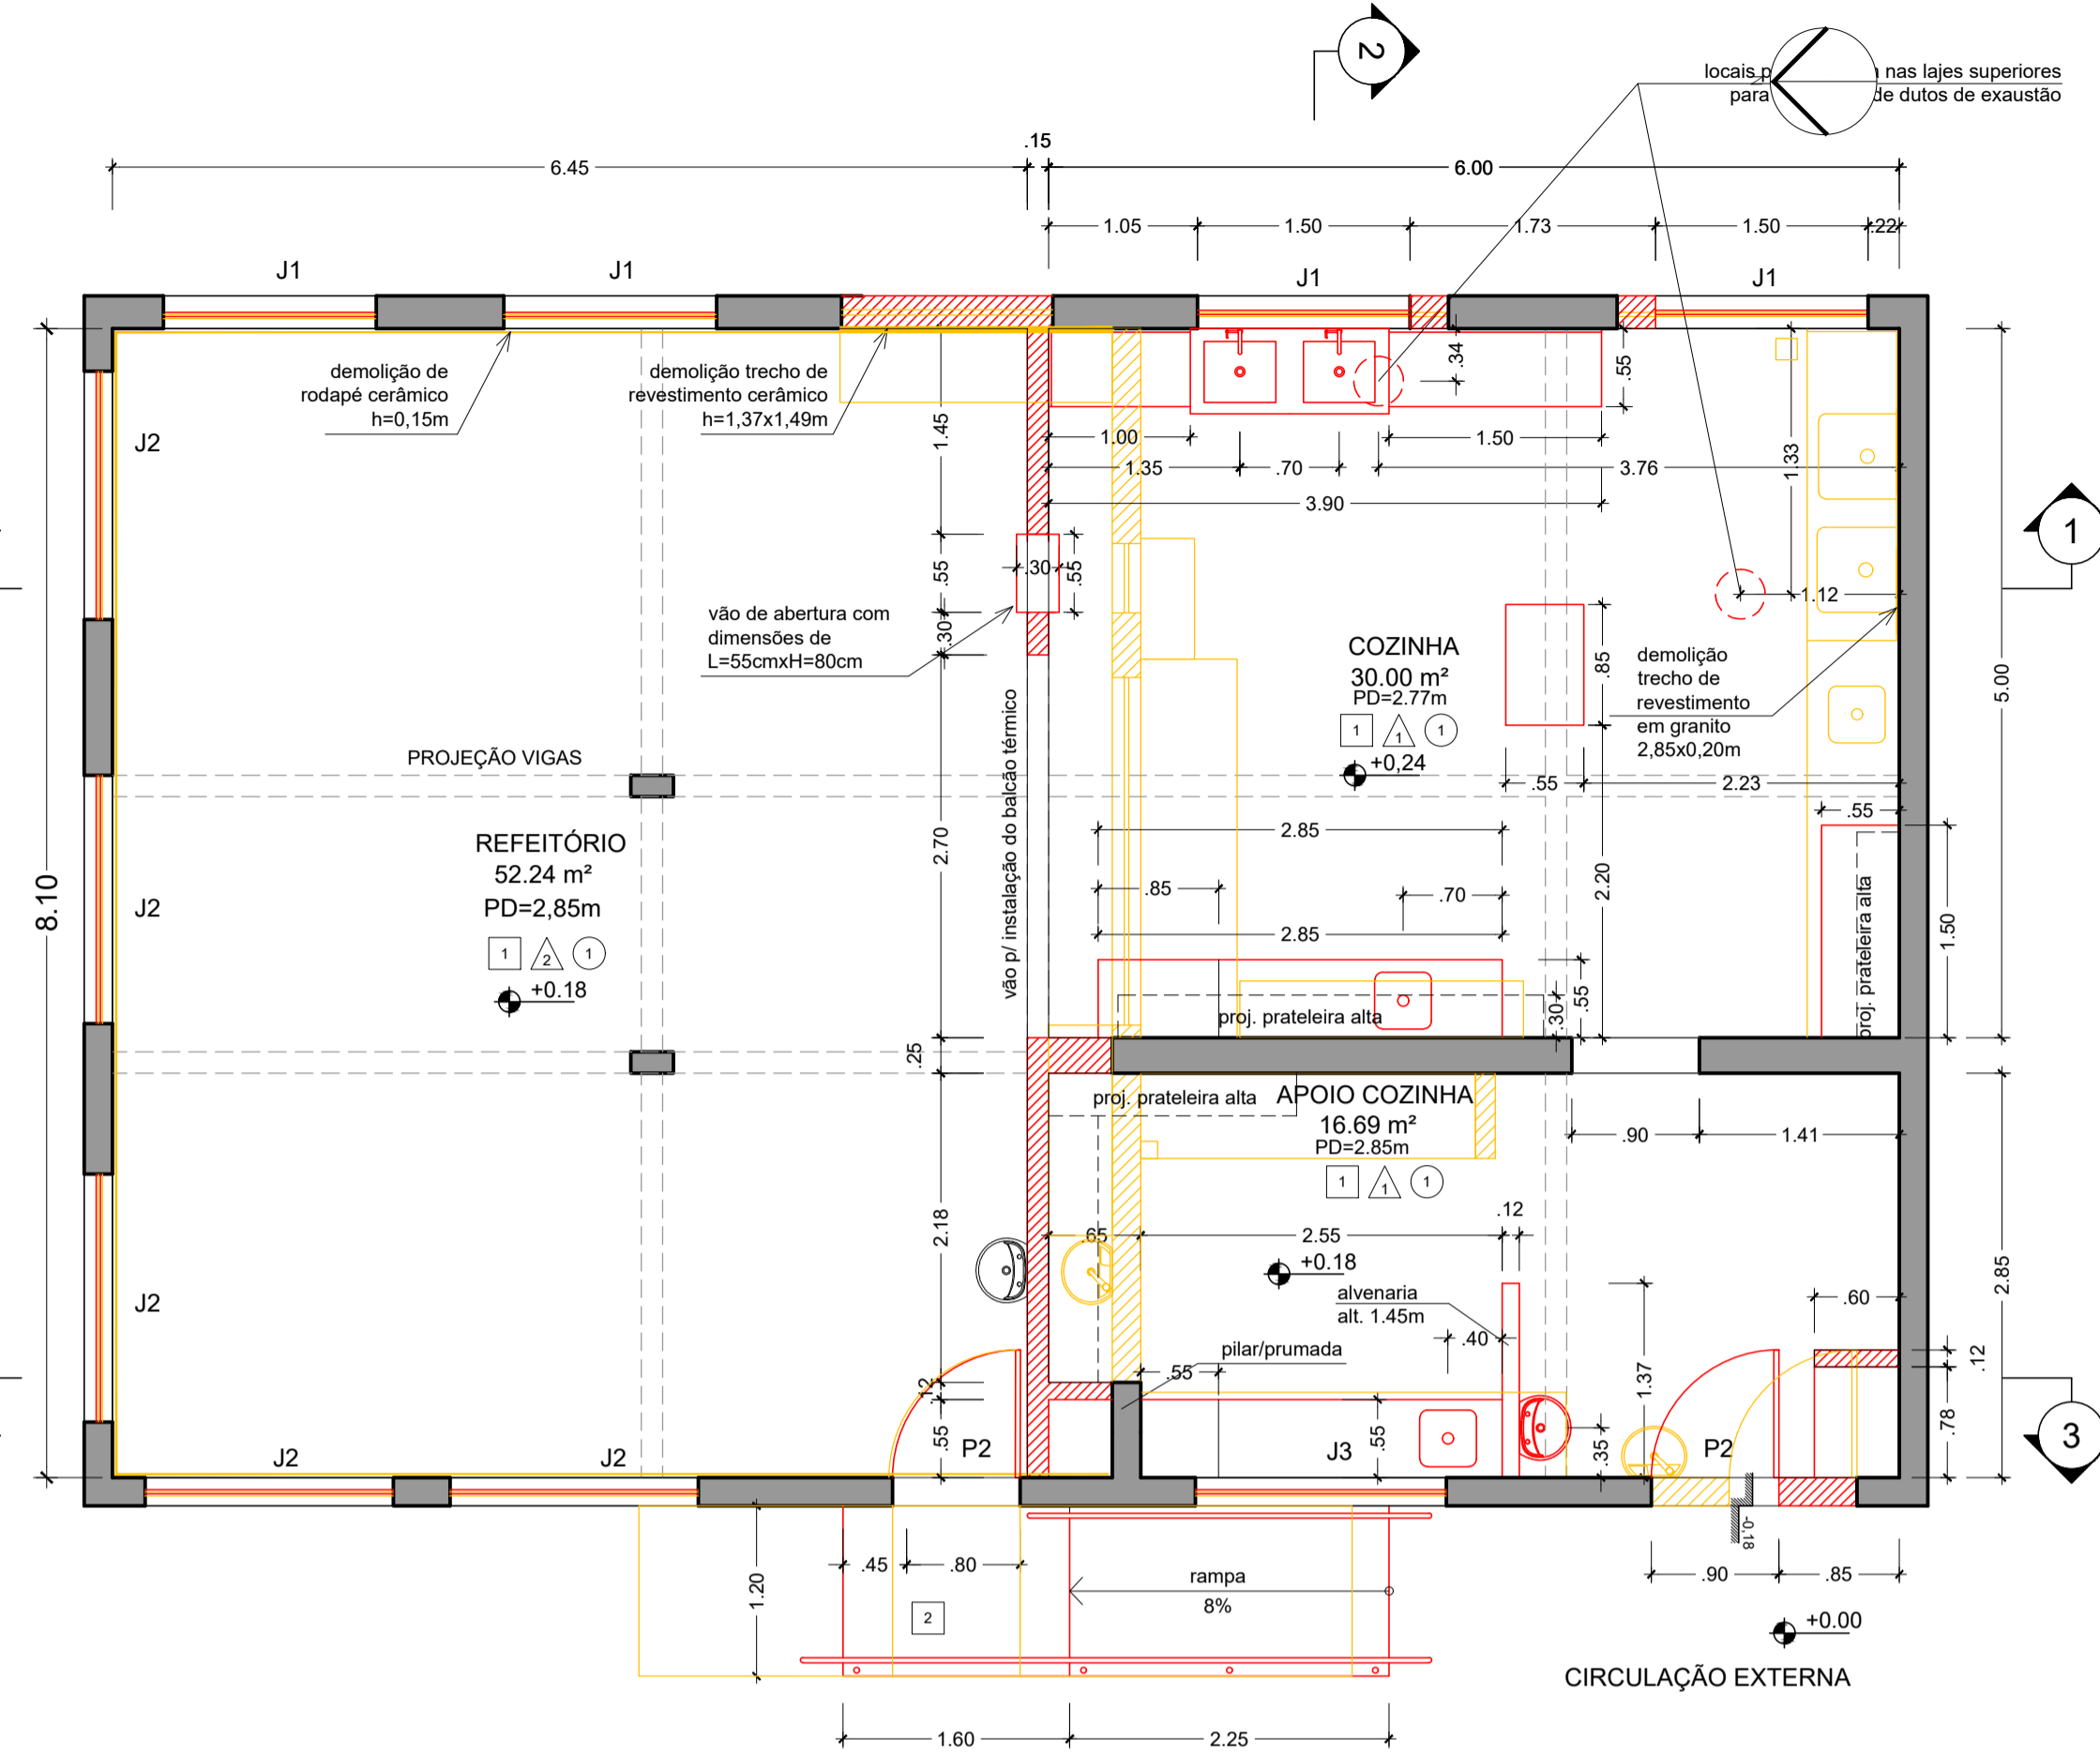 2
locais p
n nas lajes superiores
para
de dutos de exaustão
.15
6.45
6.00
1.05
1.50
1.73
1.50
.22
J1
J1
J1
J1
demolição de
rodapé cerâmico
h=0,15m
demolição trecho de
revestimento cerâmico
h=1,37x1,49m
.34
.55
1.45
J2
1.00
1.50
1.35
.70
3.76
1.33
3.90
1
.55
.30
.55
1.12
vão de abertura com
dimensões de
L=55cmxH=80cm
.30
COZINHA
30.00 m²
PD=2.77m
1
1
1
+0,24
.85
demolição
trecho de
revestimento
em granito
2,85x0,20m
5.00
vão p/ instalação do balcão térmico
PROJEÇÃO VIGAS
.55
2.23
.55
REFEITÓRIO
52.24 m²
PD=2,85m
1
2
1
+0.18
8.10
J2
2.70
2.85
.85
.70
2.20
2.85
proj. prateleira alta
1.50
.55
.30
proj. prateleira alta
.25
proj. prateleira alta
APOIO COZINHA
16.69 m²
PD=2.85m
1
1
1
.90
1.41
2.18
.65
2.55
.12
+0.18
2.85
J2
alvenaria
alt. 1.45m
.40
.60
pilar/prumada
.55
1.37
.12
.12
.78
3
J2
J2
.55
P2
J3
.55
.35
P2
-0,18
.45
.80
1.20
rampa
8%
.90
.85
2
+0.00
CIRCULAÇÃO EXTERNA
1.60
2.25